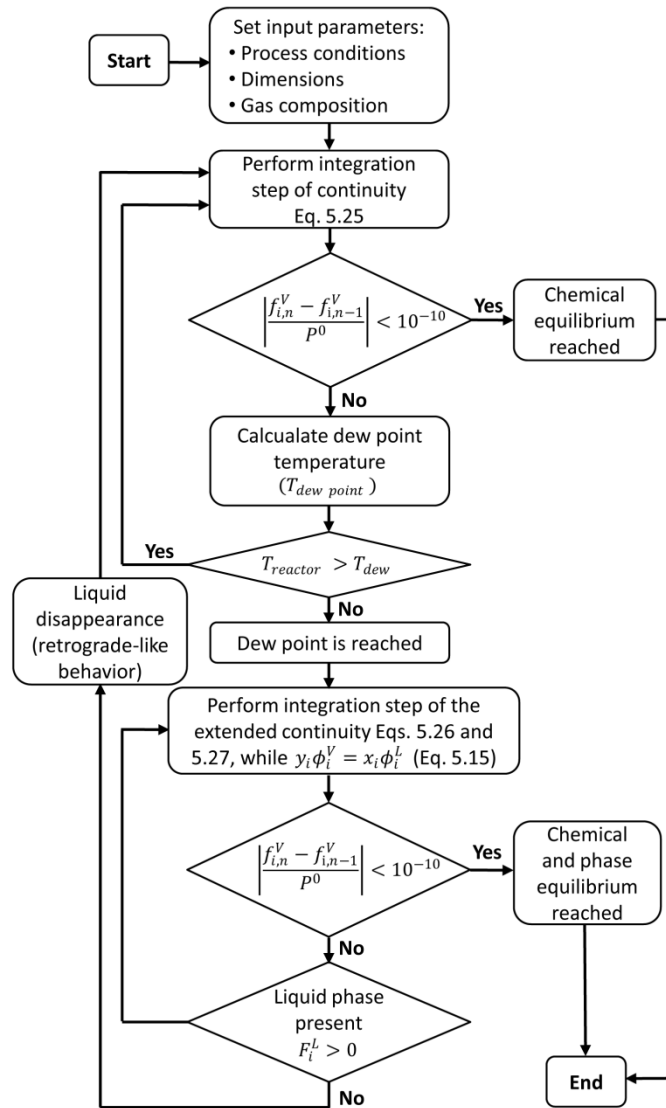 Set input parameters:
• Process conditions
• Dimensions
• Gas composition
Start
Perform integration
step of continuity
Eq. 5.25
|f_{i,n}^V − f_{i,n−1}^V / P^0| < 10^{−10}
Yes
Chemical
equilibrium
reached
No
Calcualate dew point
temperature
(T_{dew point})
Yes
T_{reactor} > T_{dew}
No
Liquid
disappearance
(retrograde-like
behavior)
Dew point is reached
Perform integration step of the
extended continuity Eqs. 5.26 and
5.27, while y_iϕ_i^V = x_iϕ_i^L (Eq. 5.15)
|f_{i,n}^V − f_{i,n−1}^V / P^0| < 10^{−10}
Yes
Chemical
and phase
equilibrium
reached
No
Liquid phase
present
F_i^L > 0
No
End